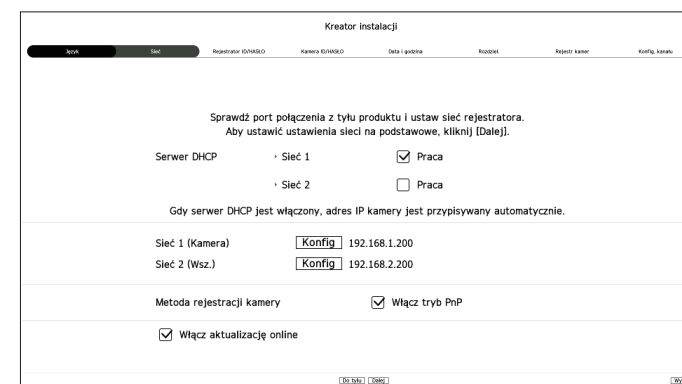 Kreator instalacji
Język Sieć Rejestrator ID/HASŁO Kamera ID/HASŁO Data i godzina Rozdziel Rejestr kamer Konfig. kanału
Sprawdź port połączenia z tyłu produktu i ustaw sieć rejestratora.
Aby ustawić ustawienia sieci na podstawowe, kliknij [Dalej].
Serwer DHCP Sieć 1 Praca
Sieć 2 Praca
Gdy serwer DHCP jest włączony, adres IP kamery jest przypisywany automatycznie.
Sieć 1 (Kamera) Konfig 192.168.1.200
Sieć 2 (Wsz.) Konfig 192.168.2.200
Metoda rejestracji kamery Włącz tryb PnP
Włącz aktualizację online
Do tyłu Dalej